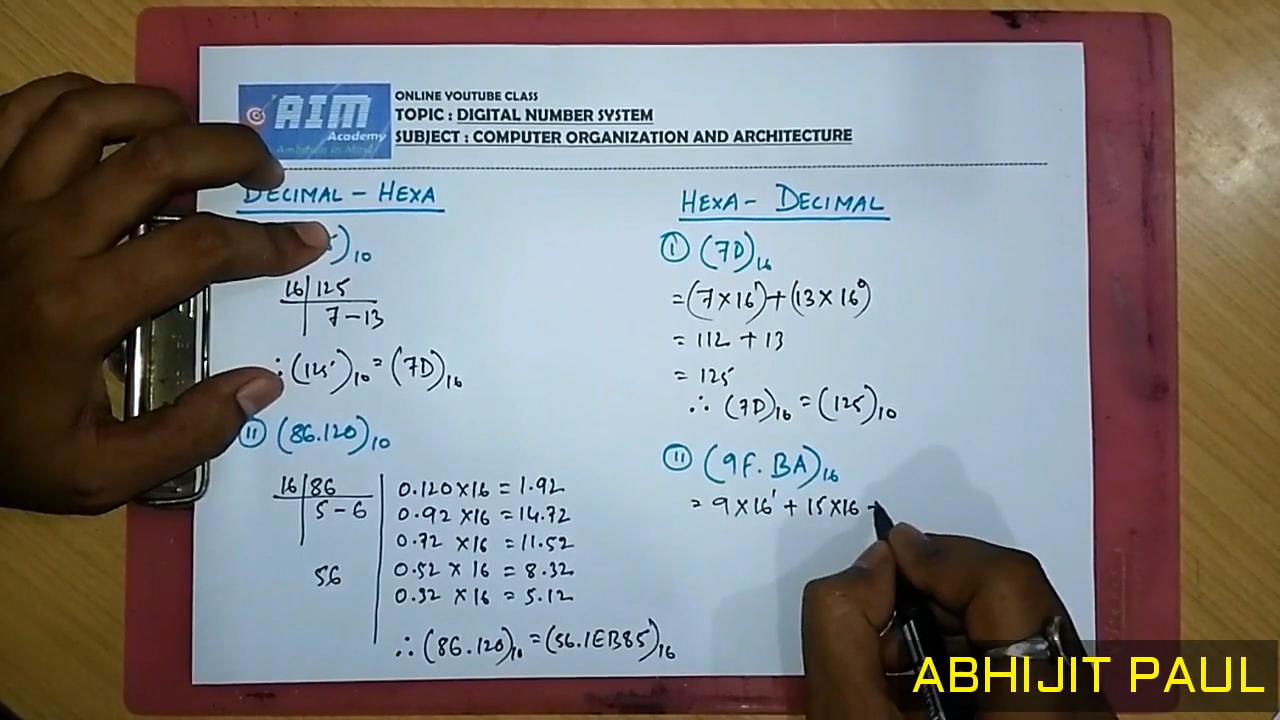 AIM
Academy
Ambition in Mind
ONLINE YOUTUBE CLASS
TOPIC : DIGITAL NUMBER SYSTEM
SUBJECT : COMPUTER ORGANIZATION AND ARCHITECTURE
DECIMAL - HEXA
)10
16 125
7 - 13
∴ (125)10 = (7D)16
II (86.120)10
16 86
5 - 6
56
0.120 × 16 = 1.92
0.92 × 16 = 14.72
0.72 × 16 = 11.52
0.52 × 16 = 8.32
0.32 × 16 = 5.12
∴ (86.120)10 = (56.1EB85)16
HEXA - DECIMAL
I (7D)16
= (7 × 16¹) + (13 × 16⁰)
= 112 + 13
= 125
∴ (7D)16 = (125)10
II (9F.BA)16
= 9 × 16¹ + 15 × 16
ABHIJIT PAUL